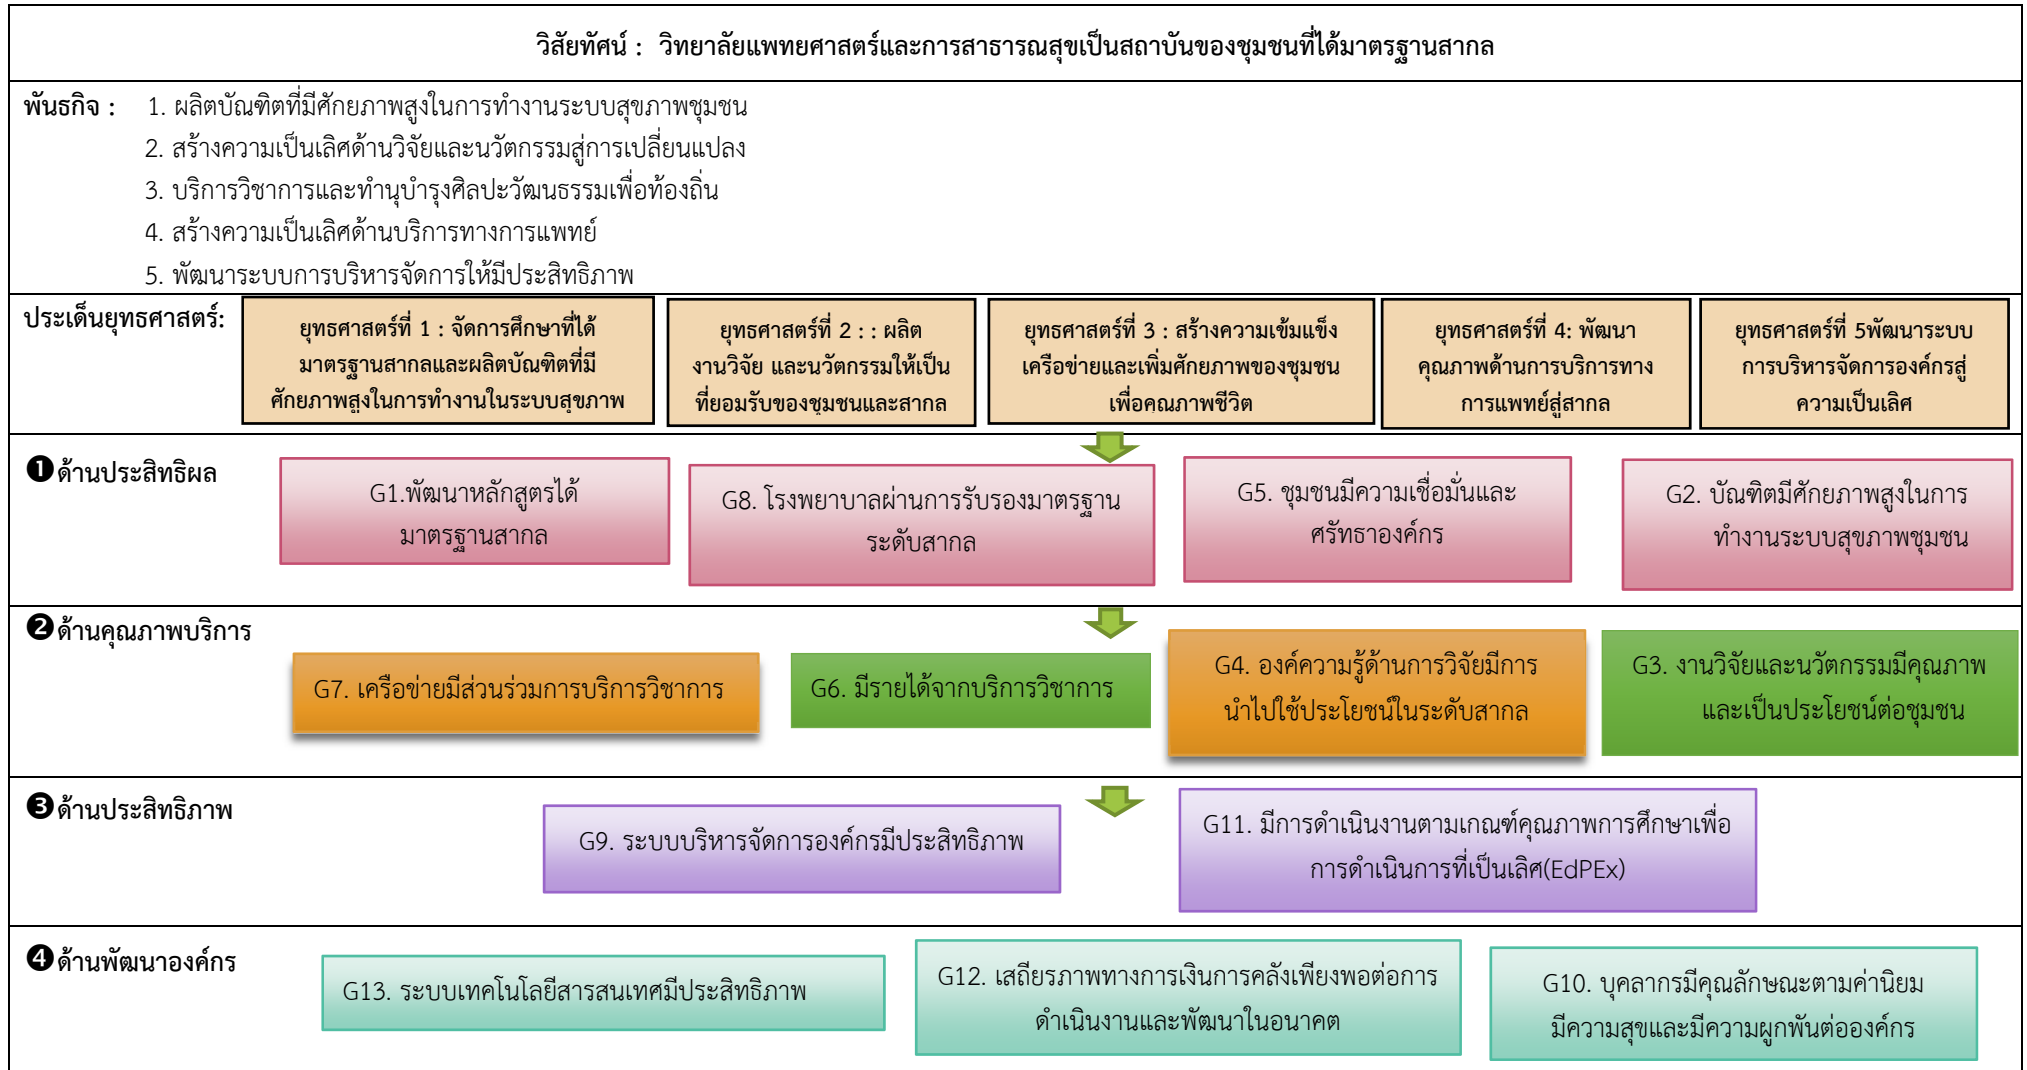 วิสัยทัศน์ : วิทยาลัยแพทยศาสตร์และการสาธารณสุขเป็นสถาบันของชุมชนที่ได้มาตรฐานสากล
พันธกิจ : 1. ผลิตบัณฑิตที่มีศักยภาพสูงในการทำงานระบบสุขภาพชุมชน
2. สร้างความเป็นเลิศด้านวิจัยและนวัตกรรมสู่การเปลี่ยนแปลง
3. บริการวิชาการและทำนุบำรุงศิลปะวัฒนธรรมเพื่อท้องถิ่น
4. สร้างความเป็นเลิศด้านบริการทางการแพทย์
5. พัฒนาระบบการบริหารจัดการให้มีประสิทธิภาพ
ประเด็นยุทธศาสตร์:
ยุทธศาสตร์ที่ 1 : จัดการศึกษาที่ได้
มาตรฐานสากลและผลิตบัณฑิตที่มี
ศักยภาพสูงในการทำงานในระบบสุขภาพ
ยุทธศาสตร์ที่ 2 : : ผลิต
งานวิจัย และนวัตกรรมให้เป็น
ที่ยอมรับของชุมชนและสากล
ยุทธศาสตร์ที่ 3 : สร้างความเข้มแข็ง
เครือข่ายและเพิ่มศักยภาพของชุมชน
เพื่อคุณภาพชีวิต
ยุทธศาสตร์ที่ 4: พัฒนา
คุณภาพด้านการบริการทาง
การแพทย์สู่สากล
ยุทธศาสตร์ที่ 5พัฒนาระบบ
การบริหารจัดการองค์กรสู่
ความเป็นเลิศ
❶ด้านประสิทธิผล
G1.พัฒนาหลักสูตรได้
มาตรฐานสากล
G8. โรงพยาบาลผ่านการรับรองมาตรฐาน
ระดับสากล
G5. ชุมชนมีความเชื่อมั่นและ
ศรัทธาองค์กร
G2. บัณฑิตมีศักยภาพสูงในการ
ทำงานระบบสุขภาพชุมชน
❷ด้านคุณภาพบริการ
G7. เครือข่ายมีส่วนร่วมการบริการวิชาการ
G6. มีรายได้จากบริการวิชาการ
G4. องค์ความรู้ด้านการวิจัยมีการ
นำไปใช้ประโยชน์ในระดับสากล
G3. งานวิจัยและนวัตกรรมมีคุณภาพ
และเป็นประโยชน์ต่อชุมชน
❸ด้านประสิทธิภาพ
G9. ระบบบริหารจัดการองค์กรมีประสิทธิภาพ
G11. มีการดำเนินงานตามเกณฑ์คุณภาพการศึกษาเพื่อ
การดำเนินการที่เป็นเลิศ(EdPEx)
❹ด้านพัฒนาองค์กร
G13. ระบบเทคโนโลยีสารสนเทศมีประสิทธิภาพ
G12. เสถียรภาพทางการเงินการคลังเพียงพอต่อการ
ดำเนินงานและพัฒนาในอนาคต
G10. บุคลากรมีคุณลักษณะตามค่านิยม
มีความสุขและมีความผูกพันต่อองค์กร